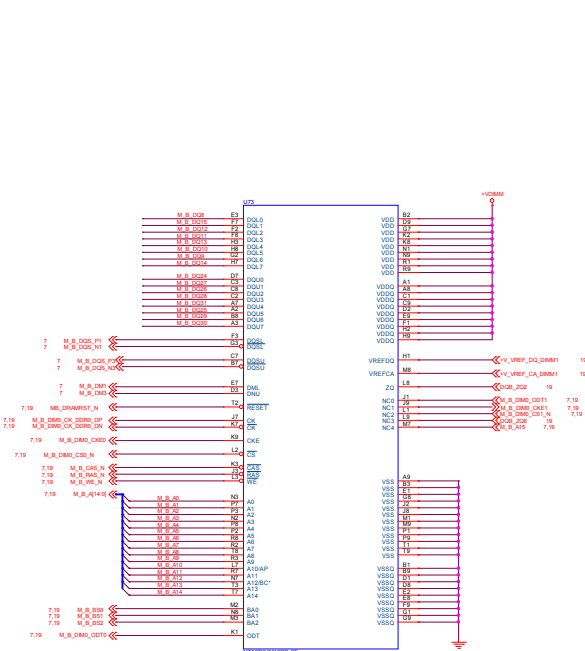 +VDIMM
U73
M_B_DQ8 E3 DQL0 VDD B2
M_B_DQ15 F7 DQL1 VDD D9
M_B_DQ12 F2 DQL2 VDD G7
M_B_DQ11 F8 DQL3 VDD K2
M_B_DQ13 H3 DQL4 VDD K8
M_B_DQ10 H8 DQL5 VDD N1
M_B_DQ9 G2 DQL6 VDD N9
M_B_DQ14 H7 DQL7 VDD R1
VDD R9
M_B_DQ24 D7 DQU0
M_B_DQ27 C3 DQU1 VDDQ A1
M_B_DQ26 C8 DQU2 VDDQ A8
M_B_DQ28 C2 DQU3 VDDQ C1
M_B_DQ31 A7 DQU4 VDDQ C9
M_B_DQ25 A2 DQU5 VDDQ D2
M_B_DQ29 B8 DQU6 VDDQ E9
M_B_DQ30 A3 DQU7 VDDQ F1
VDDQ H2
VDDQ H9
7 M_B_DQS_P1 F3 DQSL
7 M_B_DQS_N1 G3 DQSL
7 M_B_DQS_P3 C7 DQSU VREFDQ H1 +V_VREF_DQ_DIMM1 19
7 M_B_DQS_N3 B7 DQSU
VREFCA M8 +V_VREF_CA_DIMM1 19
7 M_B_DM1 E7 DML ZQ L8 DQB_ZQ2 19
7 M_B_DM3 D3 DNU
7,19 MB_DRAMRST_N T2 RESET NC0 J1 M_B_DIM0_ODT1 7,19
NC1 J9 M_B_DIM0_CKE1 7,19
7,19 M_B_DIM0_CK_DDR0_DP J7 CK NC2 L1 M_B_DIM0_CS1_N 7,19
7,19 M_B_DIM0_CK_DDR0_DN K7 CK NC3 L9 DQB_ZQ6 19
NC4 M7 M_B_A15 7,19
7,19 M_B_DIM0_CKE0 K9 CKE
7,19 M_B_DIM0_CS0_N L2 CS
7,19 M_B_CAS_N K3 CAS
7,19 M_B_RAS_N J3 RAS
7,19 M_B_WE_N L3 WE
7,19 M_B_A[14:0]
M_B_A0 N3 A0
M_B_A1 P7 A1
M_B_A2 P3 A2
M_B_A3 N2 A3
M_B_A4 P8 A4
M_B_A5 P2 A5
M_B_A6 R8 A6
M_B_A7 R2 A7
M_B_A8 T8 A8
M_B_A9 R3 A9
M_B_A10 L7 A10/AP
M_B_A11 R7 A11
M_B_A12 N7 A12/BC*
M_B_A13 T3 A13
M_B_A14 T7 A14
VSS A9
VSS B3
VSS E1
VSS G8
VSS J2
VSS J8
VSS M1
VSS M9
VSS P1
VSS P9
VSS T1
VSS T9
VSSQ B1
VSSQ B9
VSSQ D1
VSSQ D8
VSSQ E2
VSSQ E8
VSSQ F9
VSSQ G1
VSSQ G9
7,19 M_B_BS0 M2 BA0
7,19 M_B_BS1 N8 BA1
7,19 M_B_BS2 M3 BA2
7,19 M_B_DIM0_ODT0 K1 ODT